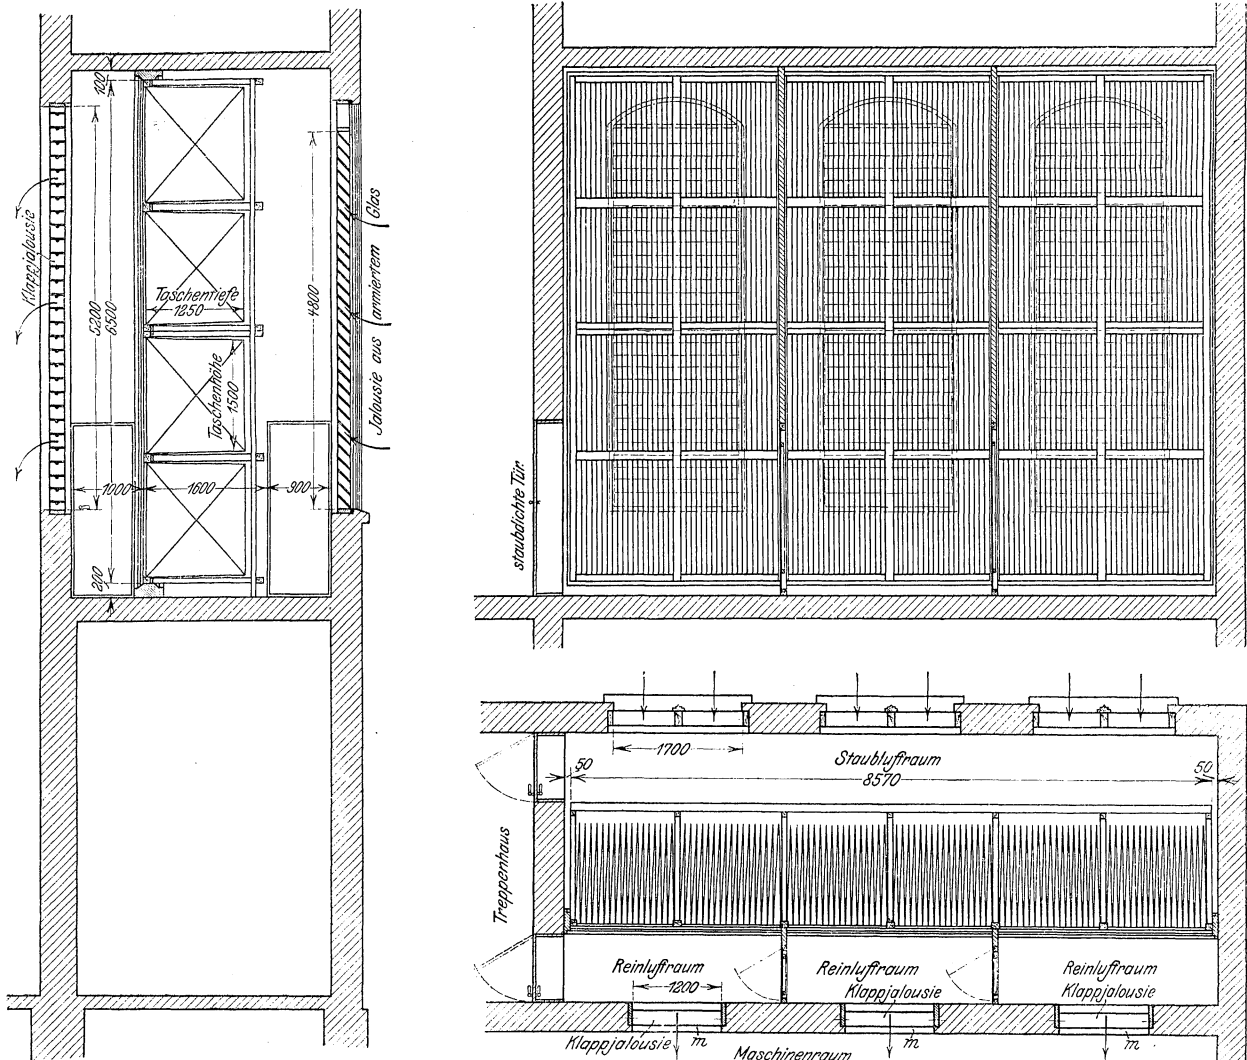 100
Klappjalousie
5200
6500
Taschentiefe
1250
Taschenhöhe
1500
4800
Jalousie aus armiertem Glas
1000
1600
900
200
staubdichte Tür.
1700
50
Staubluftraum
8570
50
Treppenhaus
Reinluftraum
1200
Reinluftraum
Klappjalousie
Reinluftraum
Klappjalousie
Klappjalousie
m
m
m
Maschinenraum